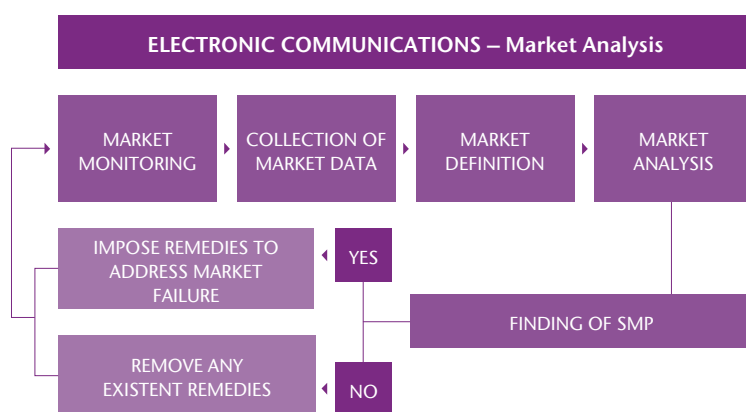 ELECTRONIC COMMUNICATIONS – Market Analysis
MARKET
MONITORING
COLLECTION OF
MARKET DATA
MARKET
DEFINITION
MARKET
ANALYSIS
IMPOSE REMEDIES TO
ADDRESS MARKET
FAILURE
YES
FINDING OF SMP
REMOVE ANY
EXISTENT REMEDIES
NO